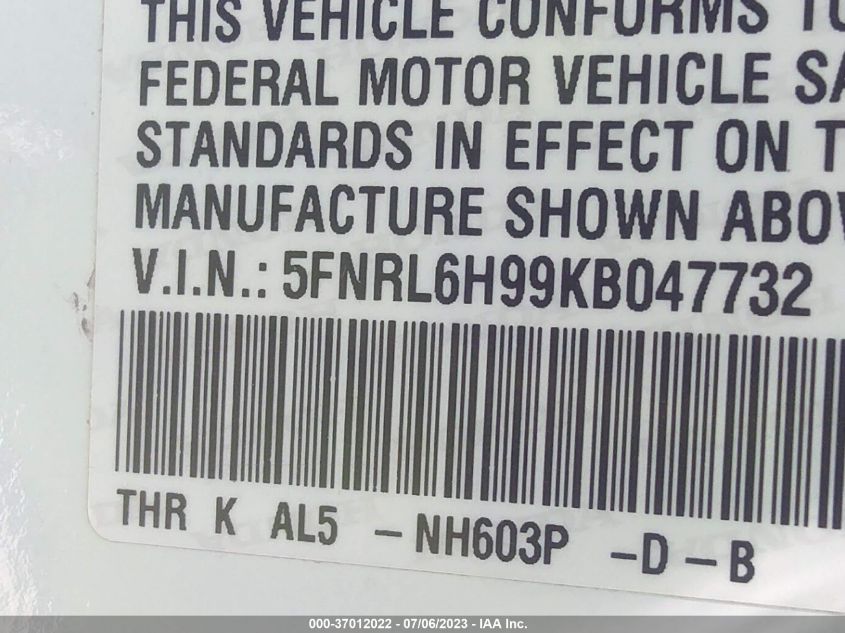 THIS VEHICLE CONFORMS TO
FEDERAL MOTOR VEHICLE SA
STANDARDS IN EFFECT ON T
MANUFACTURE SHOWN ABOV
V.I.N.: 5FNRL6H99KB047732
THR K AL5 – NH603P – D – B
000-37012022 - 07/06/2023 - IAA Inc.